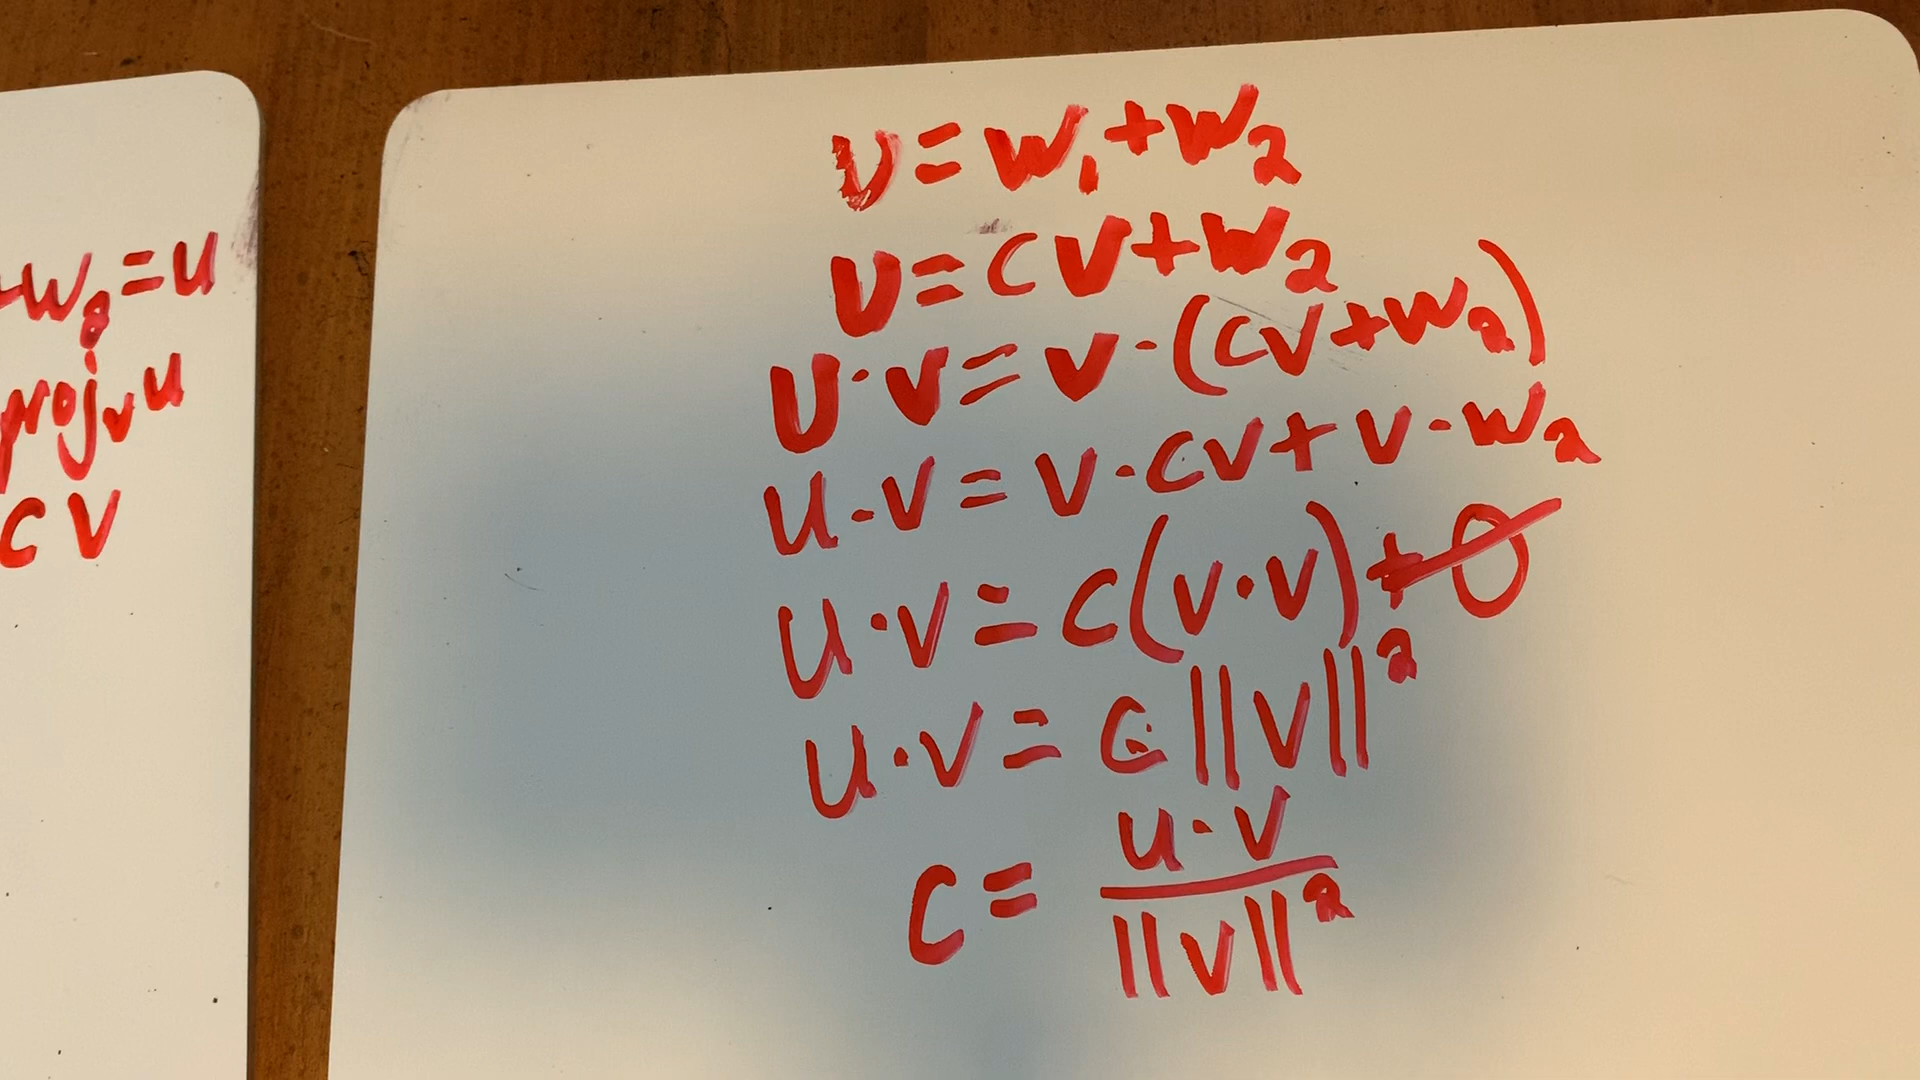 +w₂=u
proj_v u
cv
U=w₁+w₂
U=cv+w₂
U·v=v·(cv+w₂)
u·v=v·cv+v·w₂
u·v=c(v·v)+0
u·v=c||v||²
c=
u·v
||v||²